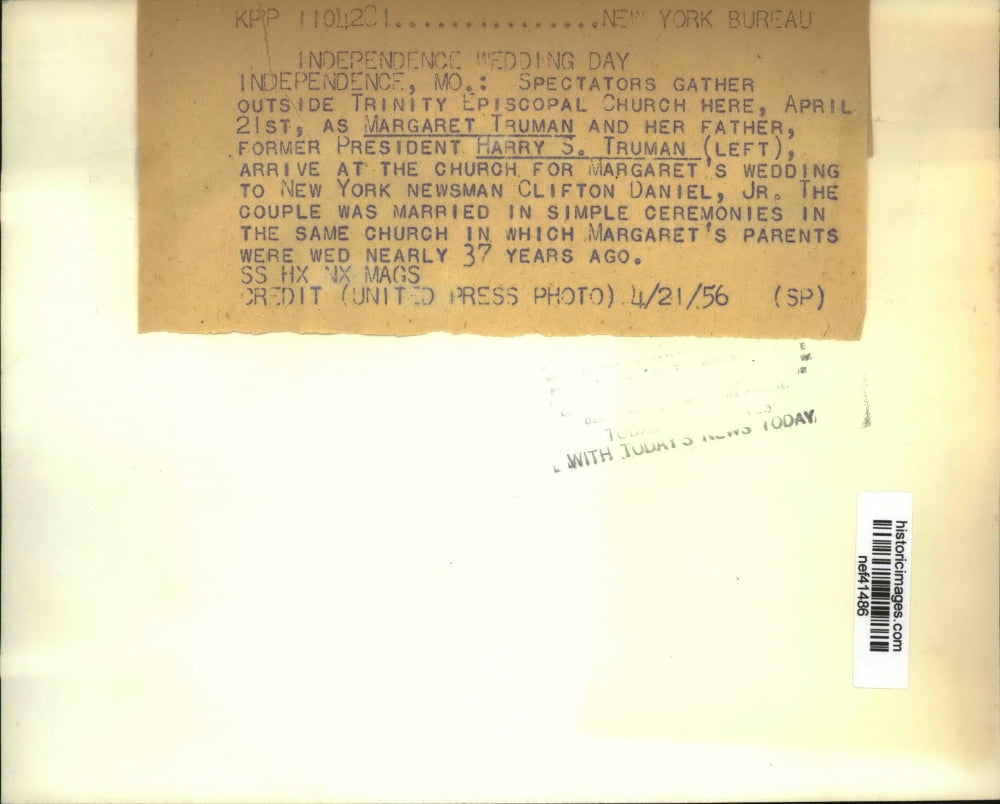 KPP 1104201................NEW YORK BUREAU
INDEPENDENCE WEDDING DAY
INDEPENDENCE, MO.: SPECTATORS GATHER
OUTSIDE TRINITY EPISCOPAL CHURCH HERE, APRIL
21ST, AS MARGARET TRUMAN AND HER FATHER,
FORMER PRESIDENT HARRY S. TRUMAN (LEFT),
ARRIVE AT THE CHURCH FOR MARGARET'S WEDDING
TO NEW YORK NEWSMAN CLIFTON DANIEL, JR. THE
COUPLE WAS MARRIED IN SIMPLE CEREMONIES IN
THE SAME CHURCH IN WHICH MARGARET'S PARENTS
WERE WED NEARLY 37 YEARS AGO.
SS HX NX MAGS
CREDIT (UNITED PRESS PHOTO) 4/21/56 (SP)
WITH TODAY'S NEWS TODAY
historicimages.com
nef41486